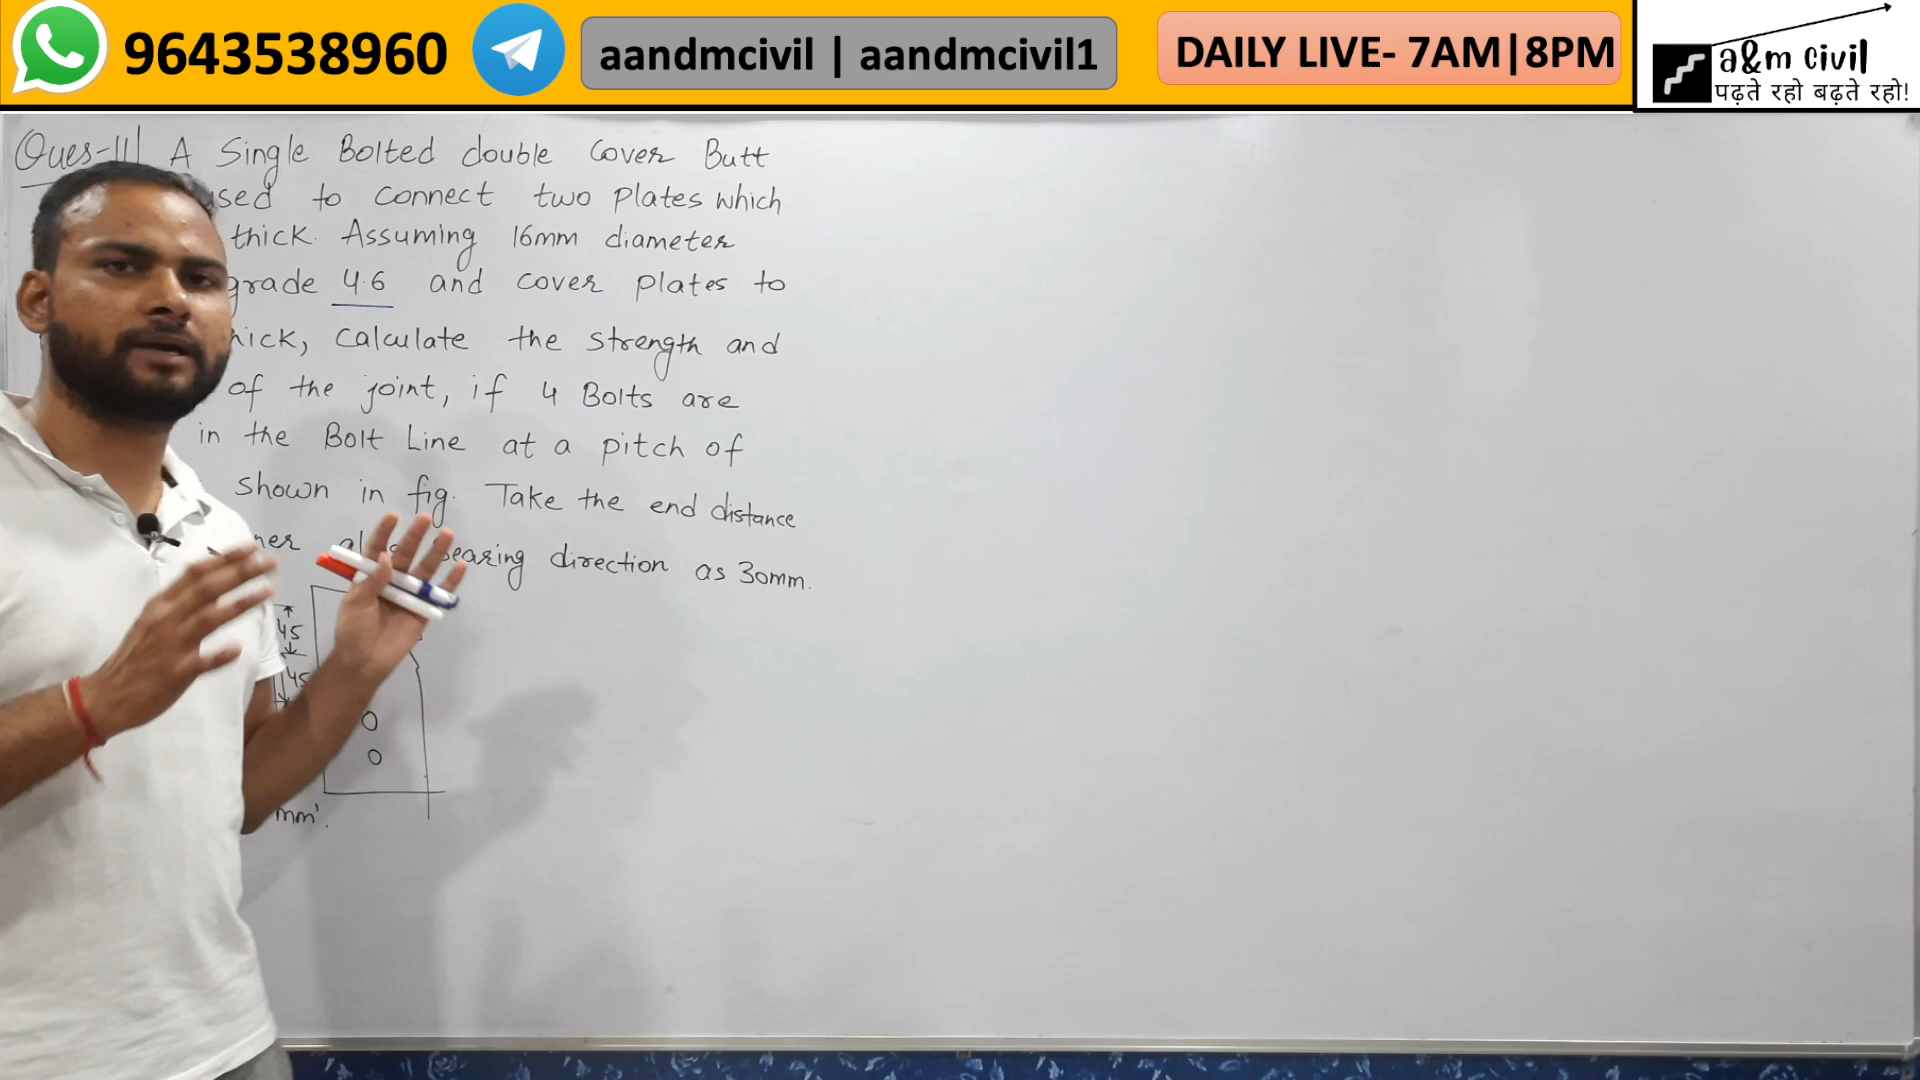 9643538960
aandmcivil | aandmcivil1
DAILY LIVE- 7AM|8PM
a&m civil
पढ़ते रहो बढ़ते रहो!
Ques-11| A Single Bolted double Cover Butt
used to connect two Plates which
thick. Assuming 16mm diameter
grade 4.6 and cover plates to
hick, Calculate the strength and
of the joint, if 4 Bolts are
in the Bolt Line at a pitch of
shown in fig. Take the end distance
bearing direction as 30mm.
45
45
mm'.